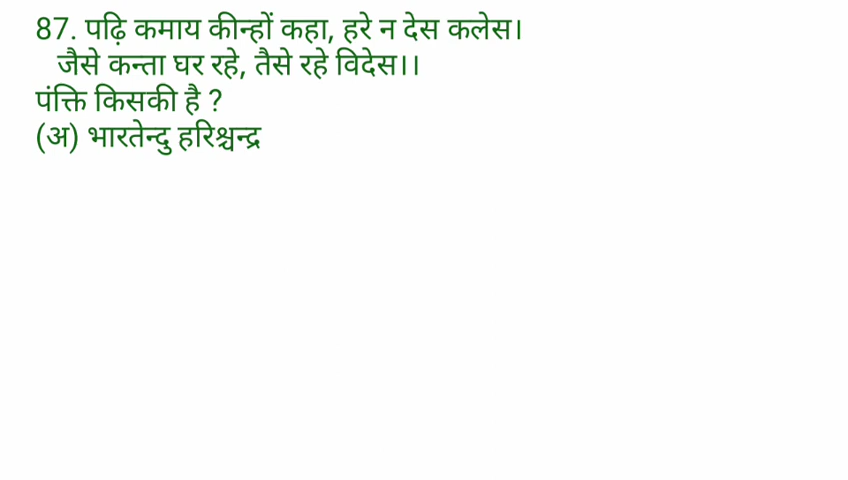 87. पढ़ि कमाय कीन्हों कहा, हरे न देस कलेस।
जैसे कन्ता घर रहे, तैसे रहे विदेस।।
पंक्ति किसकी है ?
(अ) भारतेन्दु हरिश्चन्द्र